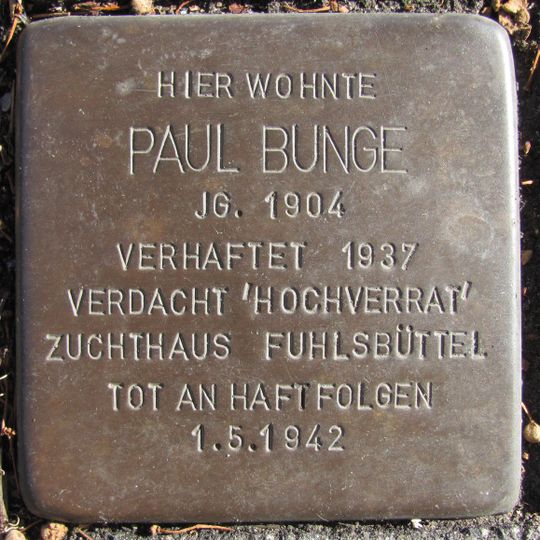 HIER WOHNTE
PAUL BUNGE
JG. 1904
VERHAFTET 1937
VERDACHT 'HOCHVERRAT'
ZUCHTHAUS FUHLSBÜTTEL
TOT AN HAFTFOLGEN
1.5.1942